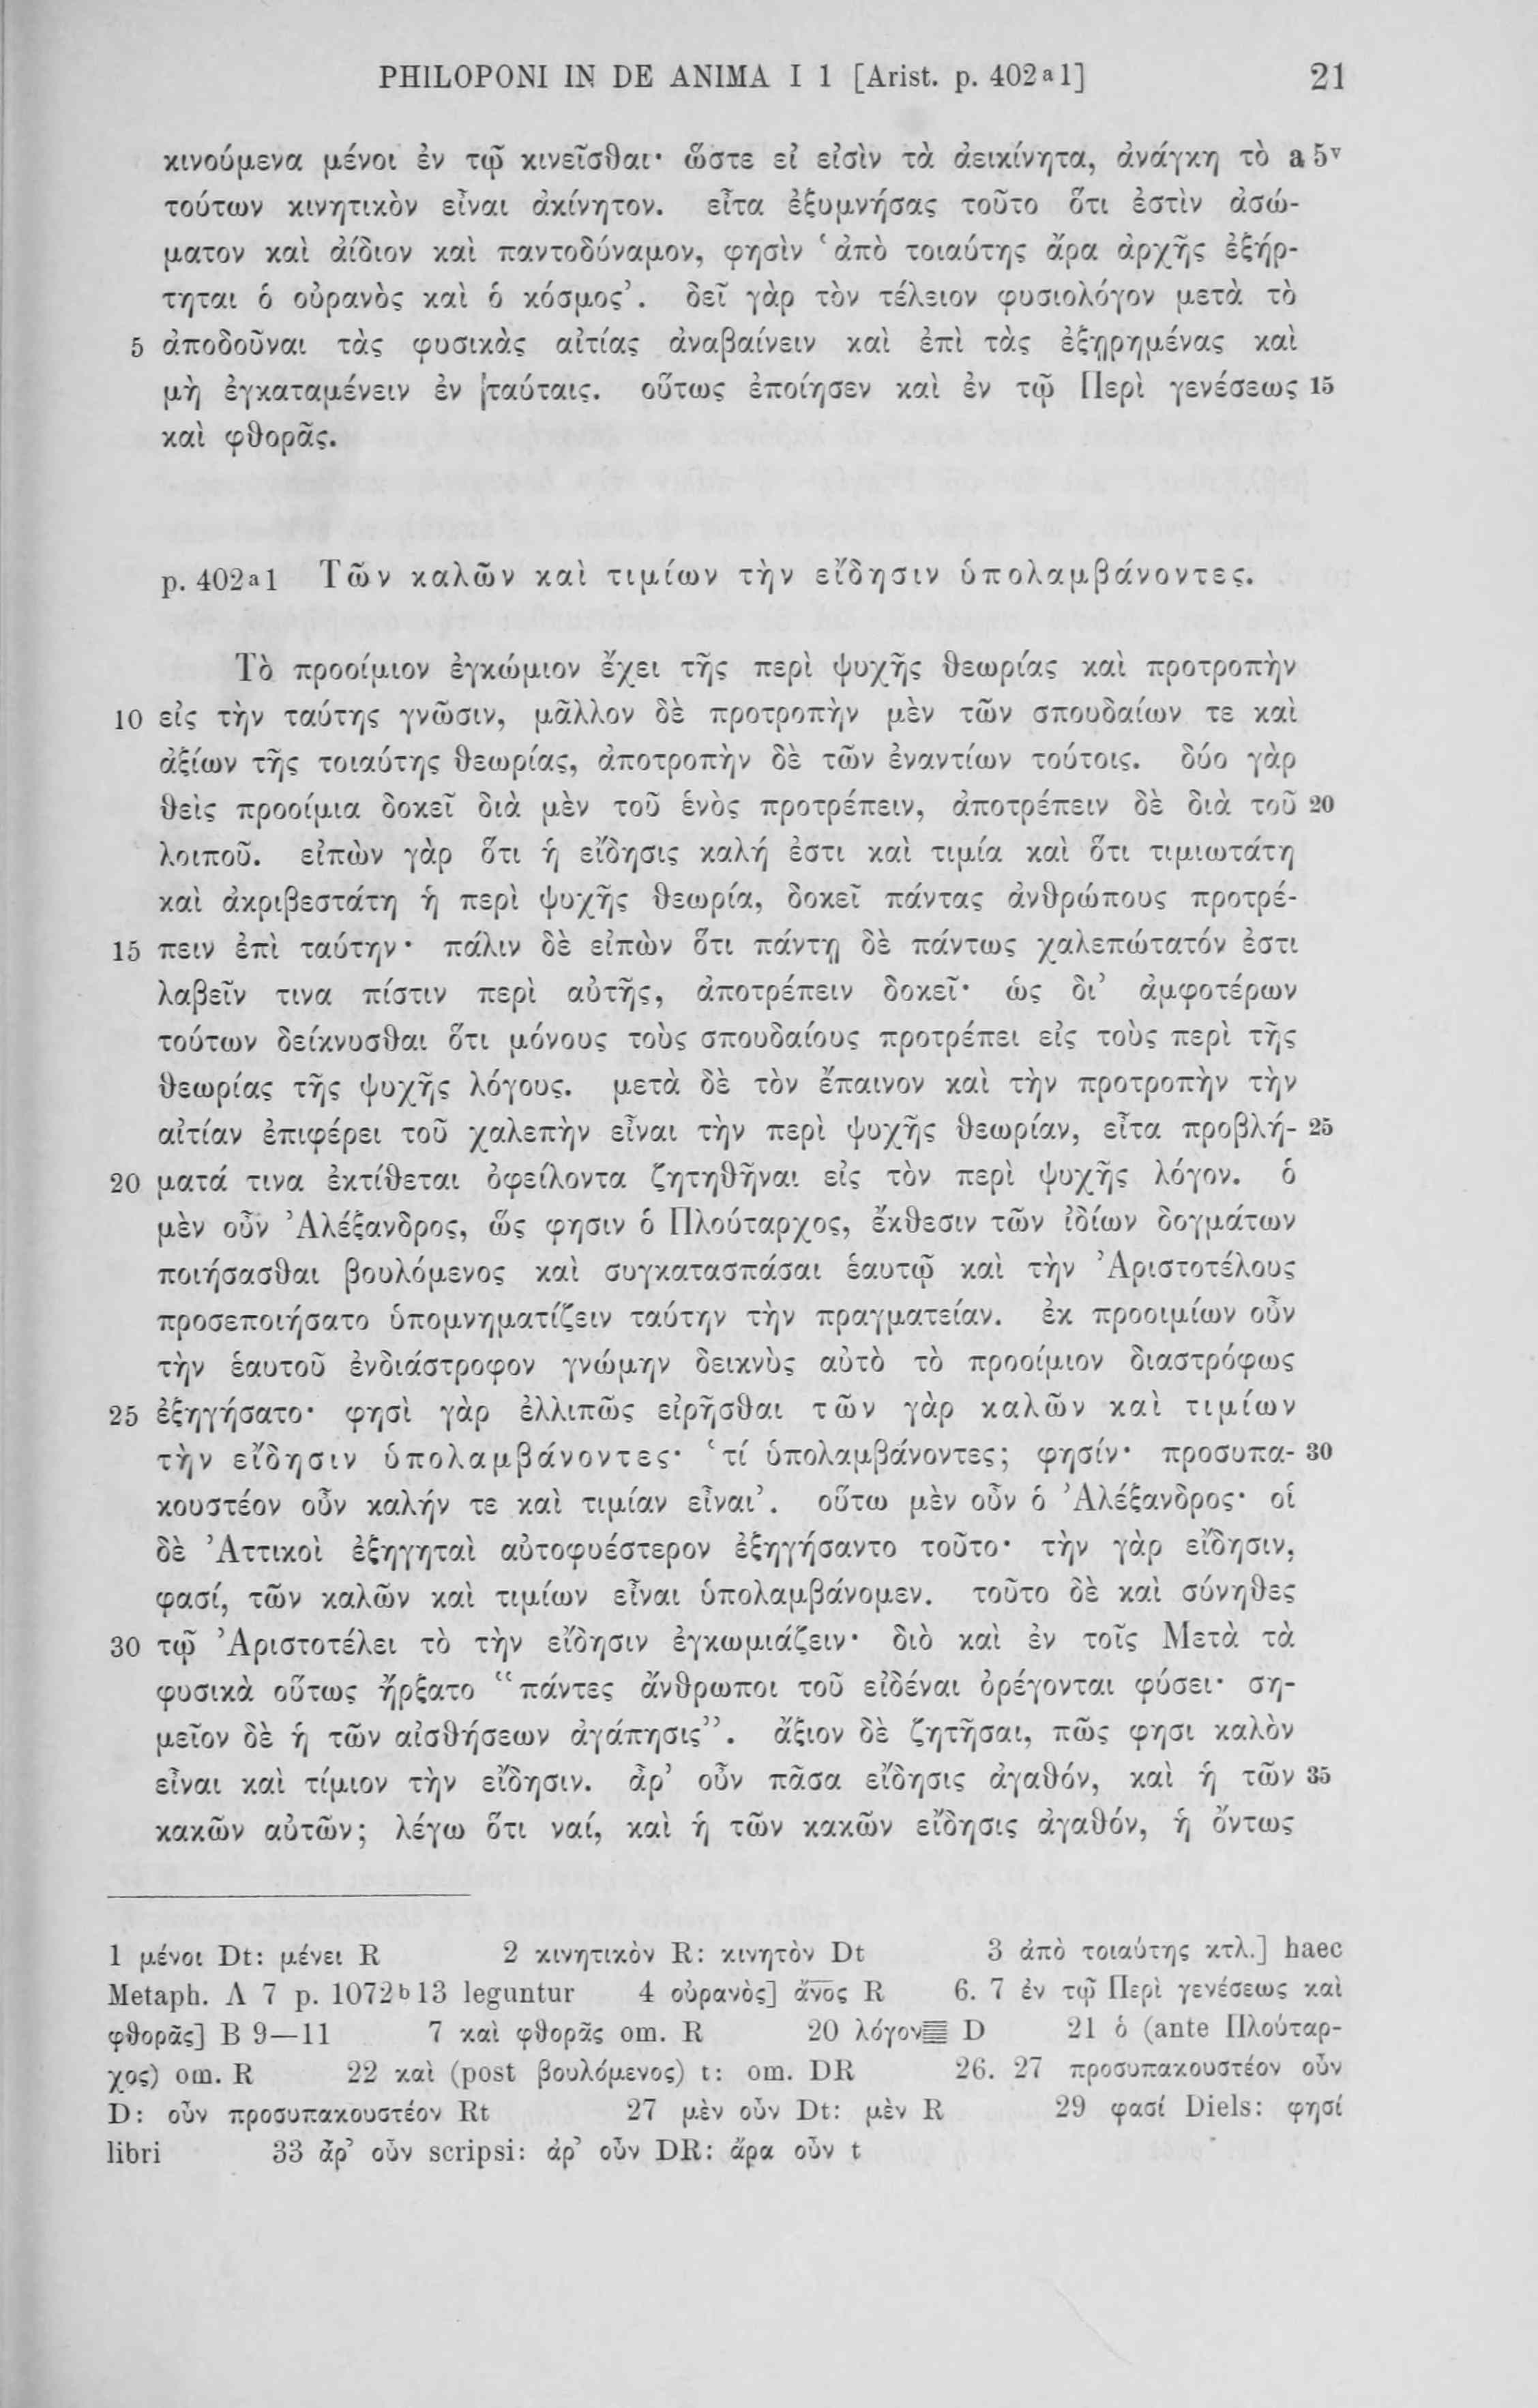 PHILOPONI IN DE ANIMA I 1 [Arist. p. 402 a 1] 21
κινούμενα μένοι ἐν τῷ κινεῖσθαι· ὥστε εἰ εἰσὶν τὰ ἀεικίνητα, ἀνάγκη τὸ a 5v
τούτων κινητικὸν εἶναι ἀκίνητον. εἶτα ἐξυμνήσας τοῦτο ὅτι ἐστὶν ἀσώ-
ματον καὶ ἀίδιον καὶ παντοδύναμον, φησὶν ‘ἀπὸ τοιαύτης ἄρα ἀρχῆς ἐξήρ-
τηται ὁ οὐρανὸς καὶ ὁ κόσμος’. δεῖ γὰρ τὸν τέλειον φυσιολόγον μετὰ τὸ
5 ἀποδοῦναι τὰς φυσικὰς αἰτίας ἀναβαίνειν καὶ ἐπὶ τὰς ἐξῃρημένας καὶ
μὴ ἐγκαταμένειν ἐν |ταύταις. οὕτως ἐποίησεν καὶ ἐν τῷ Περὶ γενέσεως 15
καὶ φθορᾶς.
p. 402 a 1 Τῶν καλῶν καὶ τιμίων τὴν εἴδησιν ὑπολαμβάνοντες.
Τὸ προοίμιον ἐγκώμιον ἔχει τῆς περὶ ψυχῆς θεωρίας καὶ προτροπὴν
10 εἰς τὴν ταύτης γνῶσιν, μᾶλλον δὲ προτροπὴν μὲν τῶν σπουδαίων τε καὶ
ἀξίων τῆς τοιαύτης θεωρίας, ἀποτροπὴν δὲ τῶν ἐναντίων τούτοις. δύο γὰρ
θεὶς προοίμια δοκεῖ διὰ μὲν τοῦ ἑνὸς προτρέπειν, ἀποτρέπειν δὲ διὰ τοῦ 20
λοιποῦ. εἰπὼν γὰρ ὅτι ἡ εἴδησις καλή ἐστι καὶ τιμία καὶ ὅτι τιμιωτάτη
καὶ ἀκριβεστάτη ἡ περὶ ψυχῆς θεωρία, δοκεῖ πάντας ἀνθρώπους προτρέ-
15 πειν ἐπὶ ταύτην· πάλιν δὲ εἰπὼν ὅτι πάντῃ δὲ πάντως χαλεπώτατόν ἐστι
λαβεῖν τινα πίστιν περὶ αὐτῆς, ἀποτρέπειν δοκεῖ· ὡς δι’ ἀμφοτέρων
τούτων δείκνυσθαι ὅτι μόνους τοὺς σπουδαίους προτρέπει εἰς τοὺς περὶ τῆς
θεωρίας τῆς ψυχῆς λόγους. μετὰ δὲ τὸν ἔπαινον καὶ τὴν προτροπὴν τὴν
αἰτίαν ἐπιφέρει τοῦ χαλεπὴν εἶναι τὴν περὶ ψυχῆς θεωρίαν, εἶτα προβλή- 25
20 ματά τινα ἐκτίθεται ὀφείλοντα ζητηθῆναι εἰς τὸν περὶ ψυχῆς λόγον. ὁ
μὲν οὖν Ἀλέξανδρος, ὥς φησιν ὁ Πλούταρχος, ἔκθεσιν τῶν ἰδίων δογμάτων
ποιήσασθαι βουλόμενος καὶ συγκατασπάσαι ἑαυτῷ καὶ τὴν Ἀριστοτέλους
προσεποιήσατο ὑπομνηματίζειν ταύτην τὴν πραγματείαν. ἐκ προοιμίων οὖν
τὴν ἑαυτοῦ ἐνδιάστροφον γνώμην δεικνὺς αὐτὸ τὸ προοίμιον διαστρόφως
25 ἐξηγήσατο· φησὶ γὰρ ἐλλιπῶς εἰρῆσθαι τῶν γὰρ καλῶν καὶ τιμίων
τὴν εἴδησιν ὑπολαμβάνοντες· ‘τί ὑπολαμβάνοντες; φησίν· προσυπα- 30
κουστέον οὖν καλήν τε καὶ τιμίαν εἶναι’. οὕτω μὲν οὖν ὁ Ἀλέξανδρος· οἱ
δὲ Ἀττικοὶ ἐξηγηταὶ αὐτοφυέστερον ἐξηγήσαντο τοῦτο· τὴν γὰρ εἴδησιν,
φασί, τῶν καλῶν καὶ τιμίων εἶναι ὑπολαμβάνομεν. τοῦτο δὲ καὶ σύνηθες
30 τῷ Ἀριστοτέλει τὸ τὴν εἴδησιν ἐγκωμιάζειν· διὸ καὶ ἐν τοῖς Μετὰ τὰ
φυσικὰ οὕτως ἤρξατο “πάντες ἄνθρωποι τοῦ εἰδέναι ὀρέγονται φύσει· ση-
μεῖον δὲ ἡ τῶν αἰσθήσεων ἀγάπησις”. ἄξιον δὲ ζητῆσαι, πῶς φησι καλὸν
εἶναι καὶ τίμιον τὴν εἴδησιν. ἆρ’ οὖν πᾶσα εἴδησις ἀγαθόν, καὶ ἡ τῶν 35
κακῶν αὐτῶν; λέγω ὅτι ναί, καὶ ἡ τῶν κακῶν εἴδησις ἀγαθόν, ἡ ὄντως
1 μένοι Dt: μένει R 2 κινητικὸν R: κινητὸν Dt 3 ἀπὸ τοιαύτης κτλ.] haec
Metaph. Λ 7 p. 1072 b 13 leguntur 4 οὐρανὸς] ἄν̅ο̅ς R 6. 7 ἐν τῷ Περὶ γενέσεως καὶ
φθορᾶς] B 9—11 7 καὶ φθορᾶς om. R 20 λόγον D 21 ὁ (ante Πλούταρ-
χος) om. R 22 καὶ (post βουλόμενος) t: om. DR 26. 27 προσυπακουστέον οὖν
D: οὖν προσυπακουστέον Rt 27 μὲν οὖν Dt: μὲν R 29 φασί Diels: φησί
libri 33 ἆρ’ οὖν scripsi: ἀρ’ οὖν DR: ἄρα οὖν t